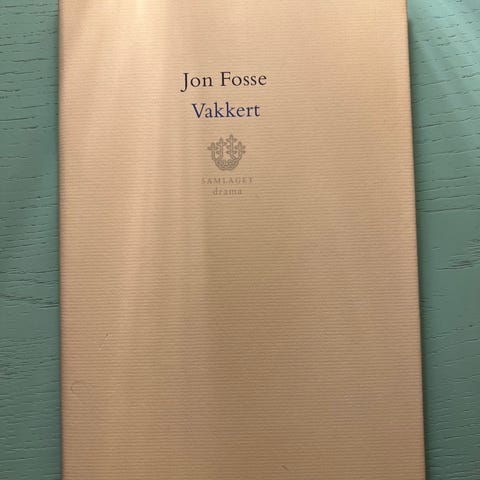 Jon Fosse
Vakkert
SAMLAGET
drama